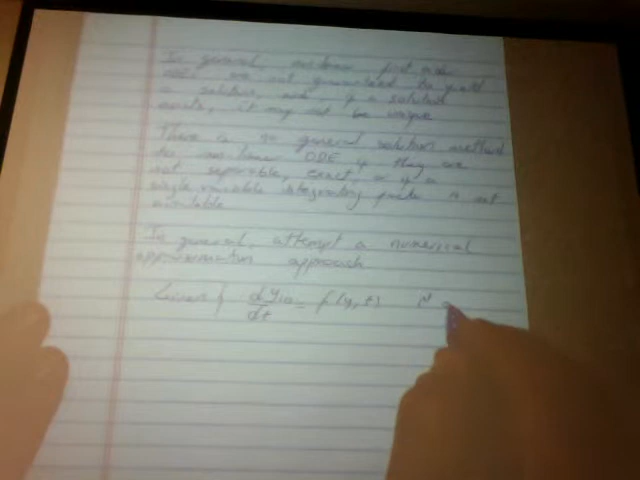 In general, nonlinear first order
ODEs are not guaranteed to yield
a solution, and if a solution
exists, it may not be unique
There is no general solution method
for nonlinear ODE if they are
not separable, exact, or if a
single variable integrating factor is not
available
In general, attempt a numerical
approximation approach
dy(t) = f(y,t)
dt